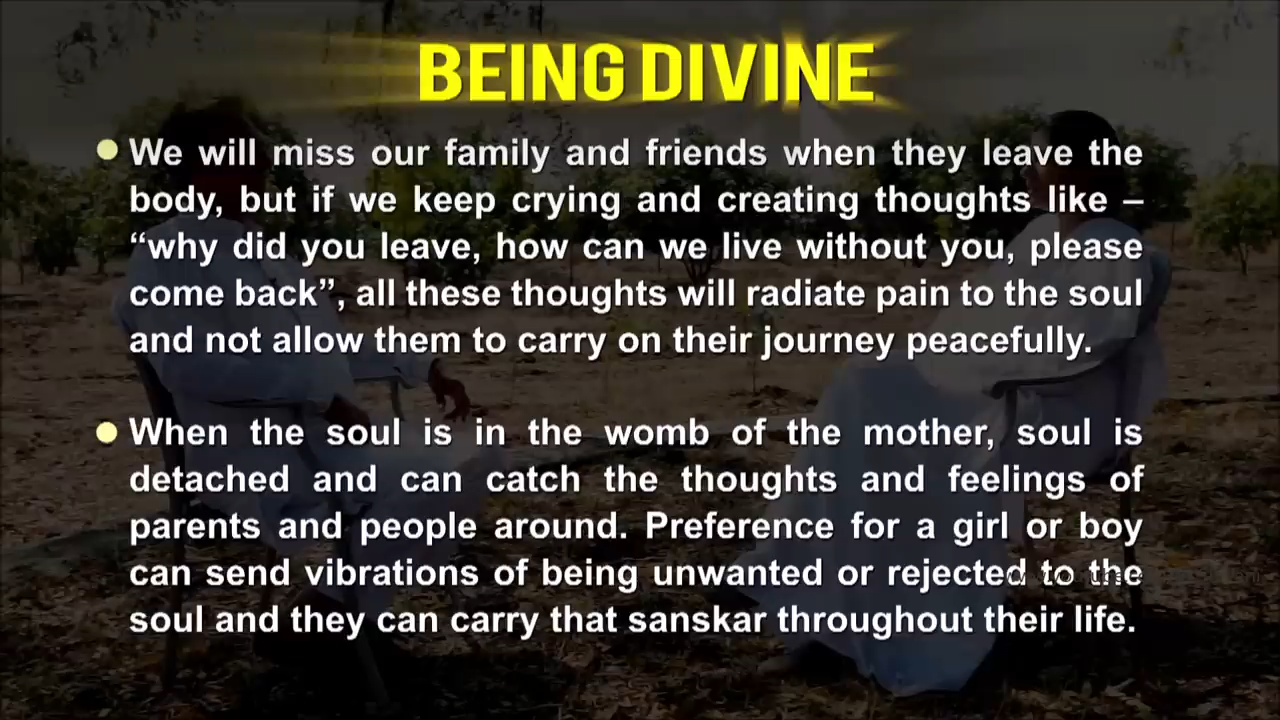 BEING DIVINE
We will miss our family and friends when they leave the
body, but if we keep crying and creating thoughts like –
“why did you leave, how can we live without you, please
come back”, all these thoughts will radiate pain to the soul
and not allow them to carry on their journey peacefully.
When the soul is in the womb of the mother, soul is
detached and can catch the thoughts and feelings of
parents and people around. Preference for a girl or boy
can send vibrations of being unwanted or rejected to the
soul and they can carry that sanskar throughout their life.